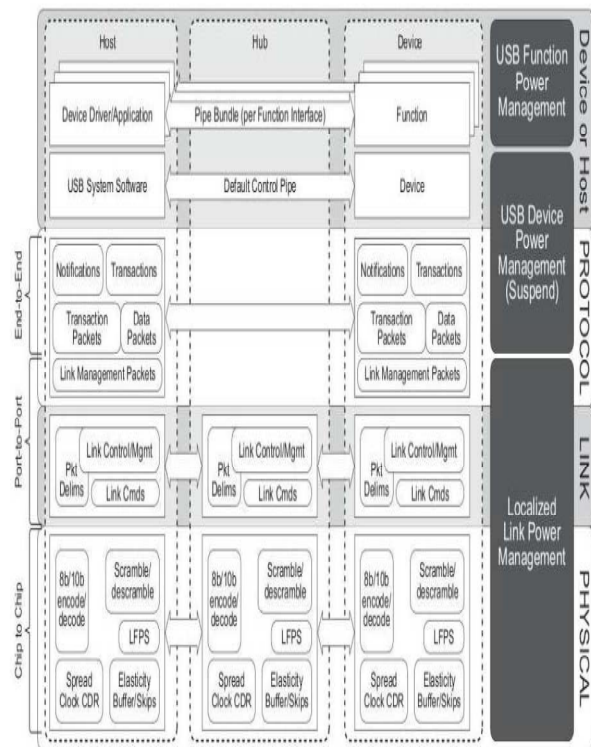 Host
Hub
Device
Device or Host
USB Function
Power
Management
Device Driver/Application
Pipe Bundle (per Function Interface)
Function
USB System Software
Default Control Pipe
Device
USB Device
Power
Management
(Suspend)
End-to-End
PROTOCOL
Notifications
Transactions
Transaction
Packets
Data
Packets
Link Management Packets
Notifications
Transactions
Transaction
Packets
Data
Packets
Link Management Packets
Port-to-Port
LINK
Localized
Link Power
Management
Pkt
Delims
Link Control/Mgmt
Link Cmds
Pkt
Delims
Link Control/Mgmt
Link Cmds
Pkt
Delims
Link Control/Mgmt
Link Cmds
Chip to Chip
PHYSICAL
8b/10b
encode/
decode
Scramble/
descramble
LFPS
Spread
Clock CDR
Elasticity
Buffer/Skips
8b/10b
encode/
decode
Scramble/
descramble
LFPS
Spread
Clock CDR
Elasticity
Buffer/Skips
8b/10b
encode/
decode
Scramble/
descramble
LFPS
Spread
Clock CDR
Elasticity
Buffer/Skips